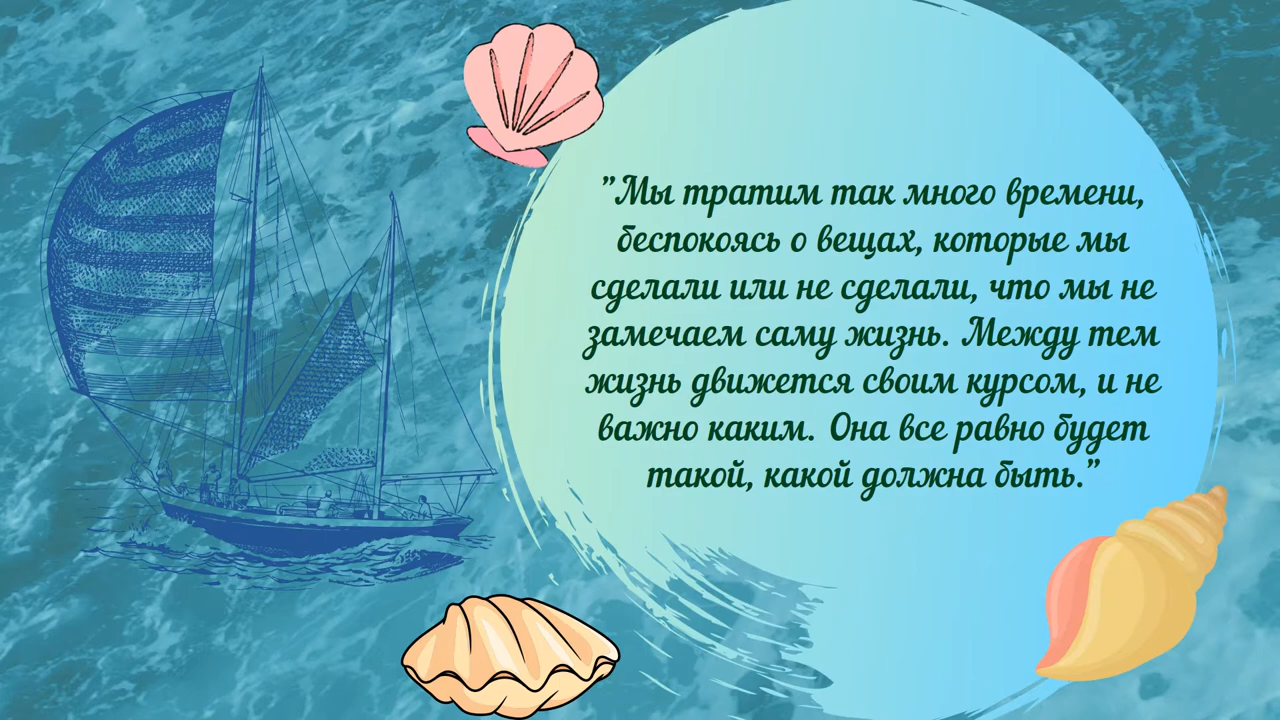 "Мы тратим так много времени,
беспокоясь о вещах, которые мы
сделали или не сделали, что мы не
замечаем саму жизнь. Между тем
жизнь движется своим курсом, и не
важно каким. Она все равно будет
такой, какой должна быть."